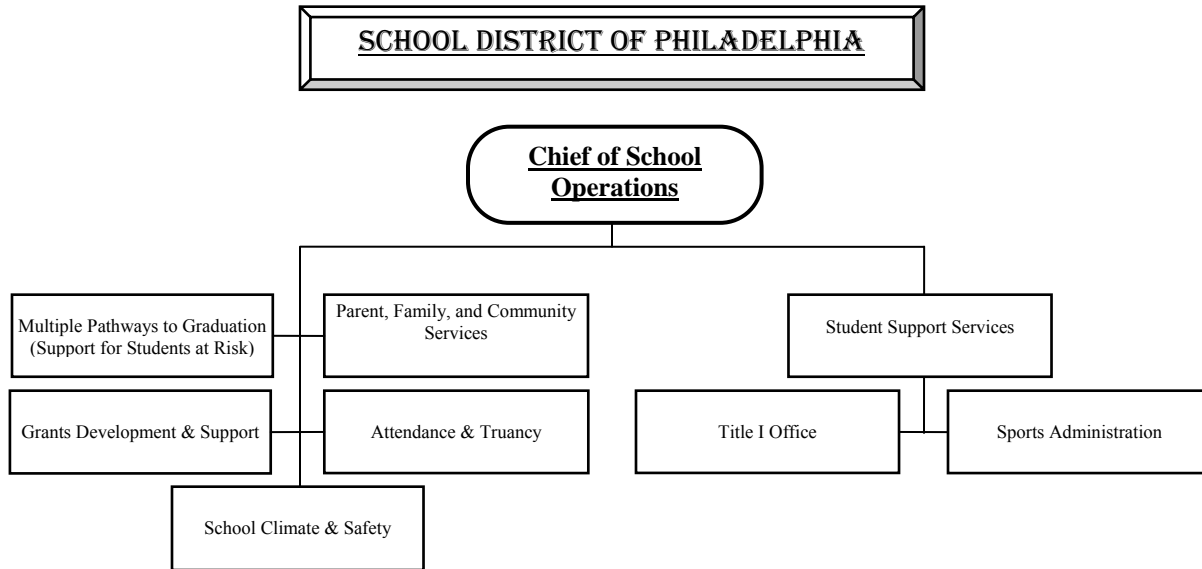 SCHOOL DISTRICT OF PHILADELPHIA
Chief of School
Operations
Multiple Pathways to Graduation
(Support for Students at Risk)
Parent, Family, and Community
Services
Student Support Services
Grants Development & Support
Attendance & Truancy
Title I Office
Sports Administration
School Climate & Safety